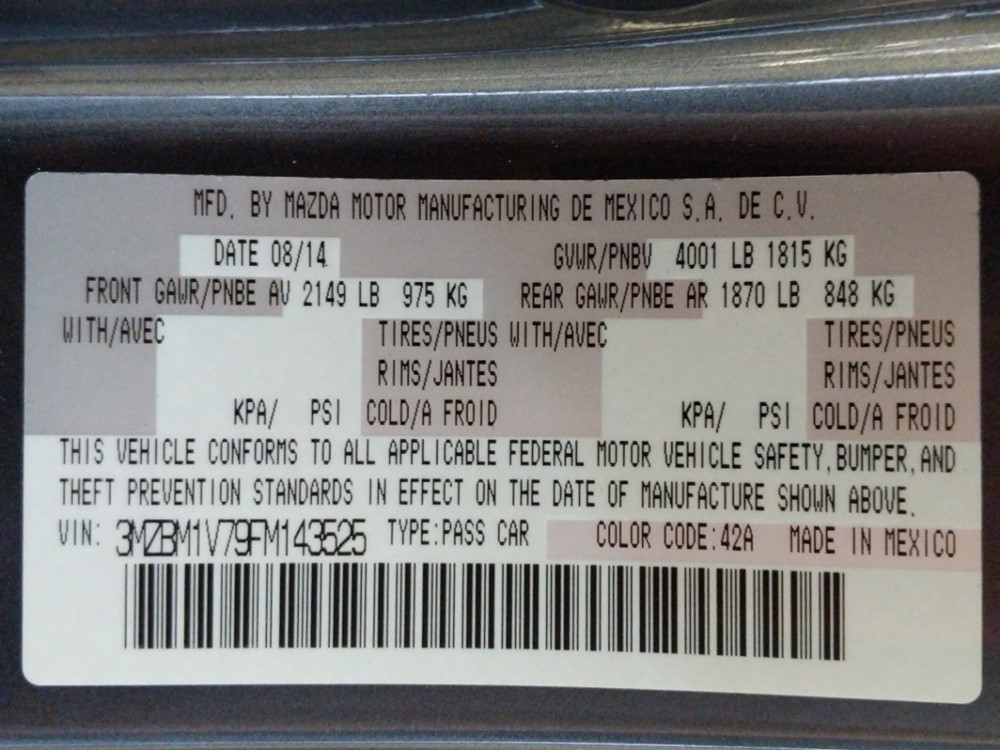 MFD. BY MAZDA MOTOR MANUFACTURING DE MEXICO S.A. DE C.V.
DATE 08/14 GVWR/PNBV 4001 LB 1815 KG
FRONT GAWR/PNBE AV 2149 LB 975 KG REAR GAWR/PNBE AR 1870 LB 848 KG
WITH/AVEC TIRES/PNEUS WITH/AVEC TIRES/PNEUS
RIMS/JANTES RIMS/JANTES
KPA/ PSI COLD/A FROID KPA/ PSI COLD/A FROID
THIS VEHICLE CONFORMS TO ALL APPLICABLE FEDERAL MOTOR VEHICLE SAFETY, BUMPER, AND
THEFT PREVENTION STANDARDS IN EFFECT ON THE DATE OF MANUFACTURE SHOWN ABOVE.
VIN: 3MZBM1V79FM143525 TYPE:PASS CAR COLOR CODE:42A MADE IN MEXICO